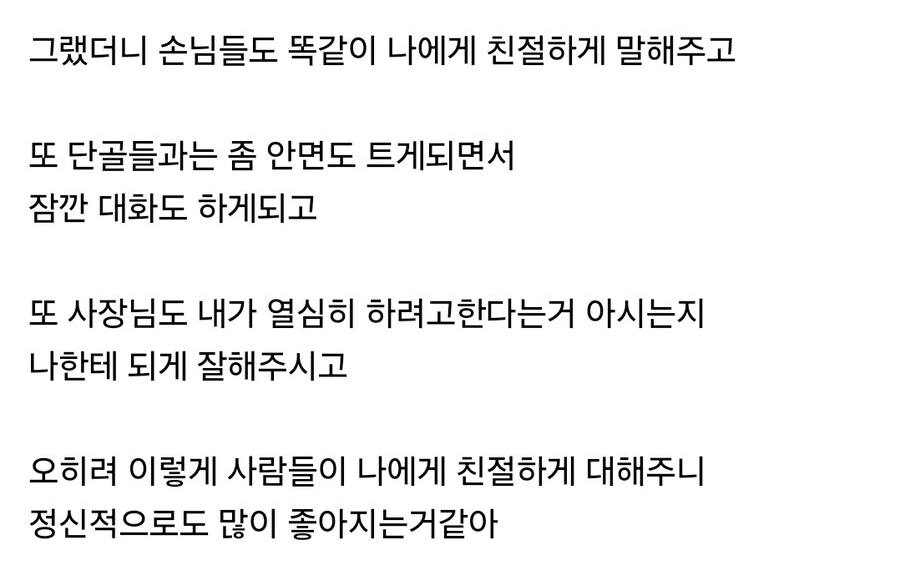 그랬더니 손님들도 똑같이 나에게 친절하게 말해주고
또 단골들과는 좀 안면도 트게되면서
잠깐 대화도 하게되고
또 사장님도 내가 열심히 하려고한다는거 아시는지
나한테 되게 잘해주시고
오히려 이렇게 사람들이 나에게 친절하게 대해주니
정신적으로도 많이 좋아지는거같아